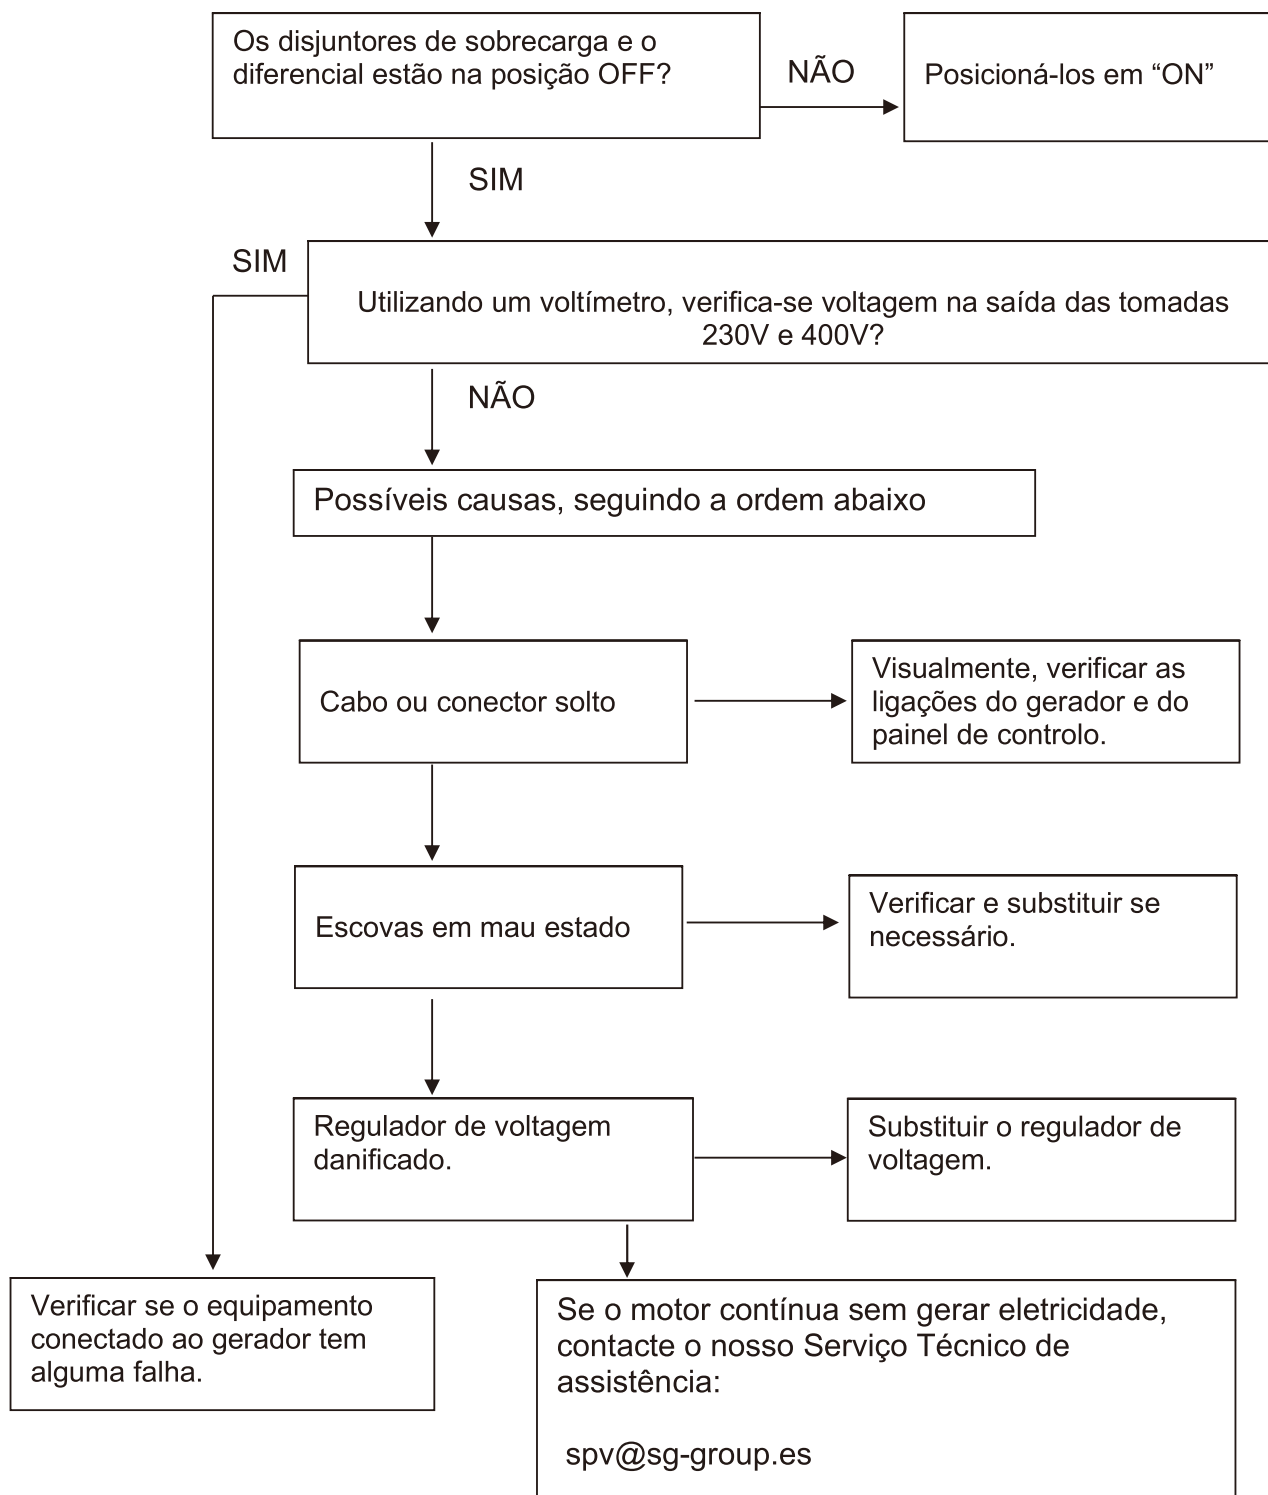 Os disjuntores de sobrecarga e o
diferencial estão na posição OFF?
NÃO
Posicioná-los em “ON”
SIM
SIM
Utilizando um voltímetro, verifica-se voltagem na saída das tomadas
230V e 400V?
NÃO
Possíveis causas, seguindo a ordem abaixo
Cabo ou conector solto
Visualmente, verificar as
ligações do gerador e do
painel de controlo.
Escovas em mau estado
Verificar e substituir se
necessário.
Regulador de voltagem
danificado.
Substituir o regulador de
voltagem.
Verificar se o equipamento
conectado ao gerador tem
alguma falha.
Se o motor contínua sem gerar eletricidade,
contacte o nosso Serviço Técnico de
assistência:
spv@sg-group.es